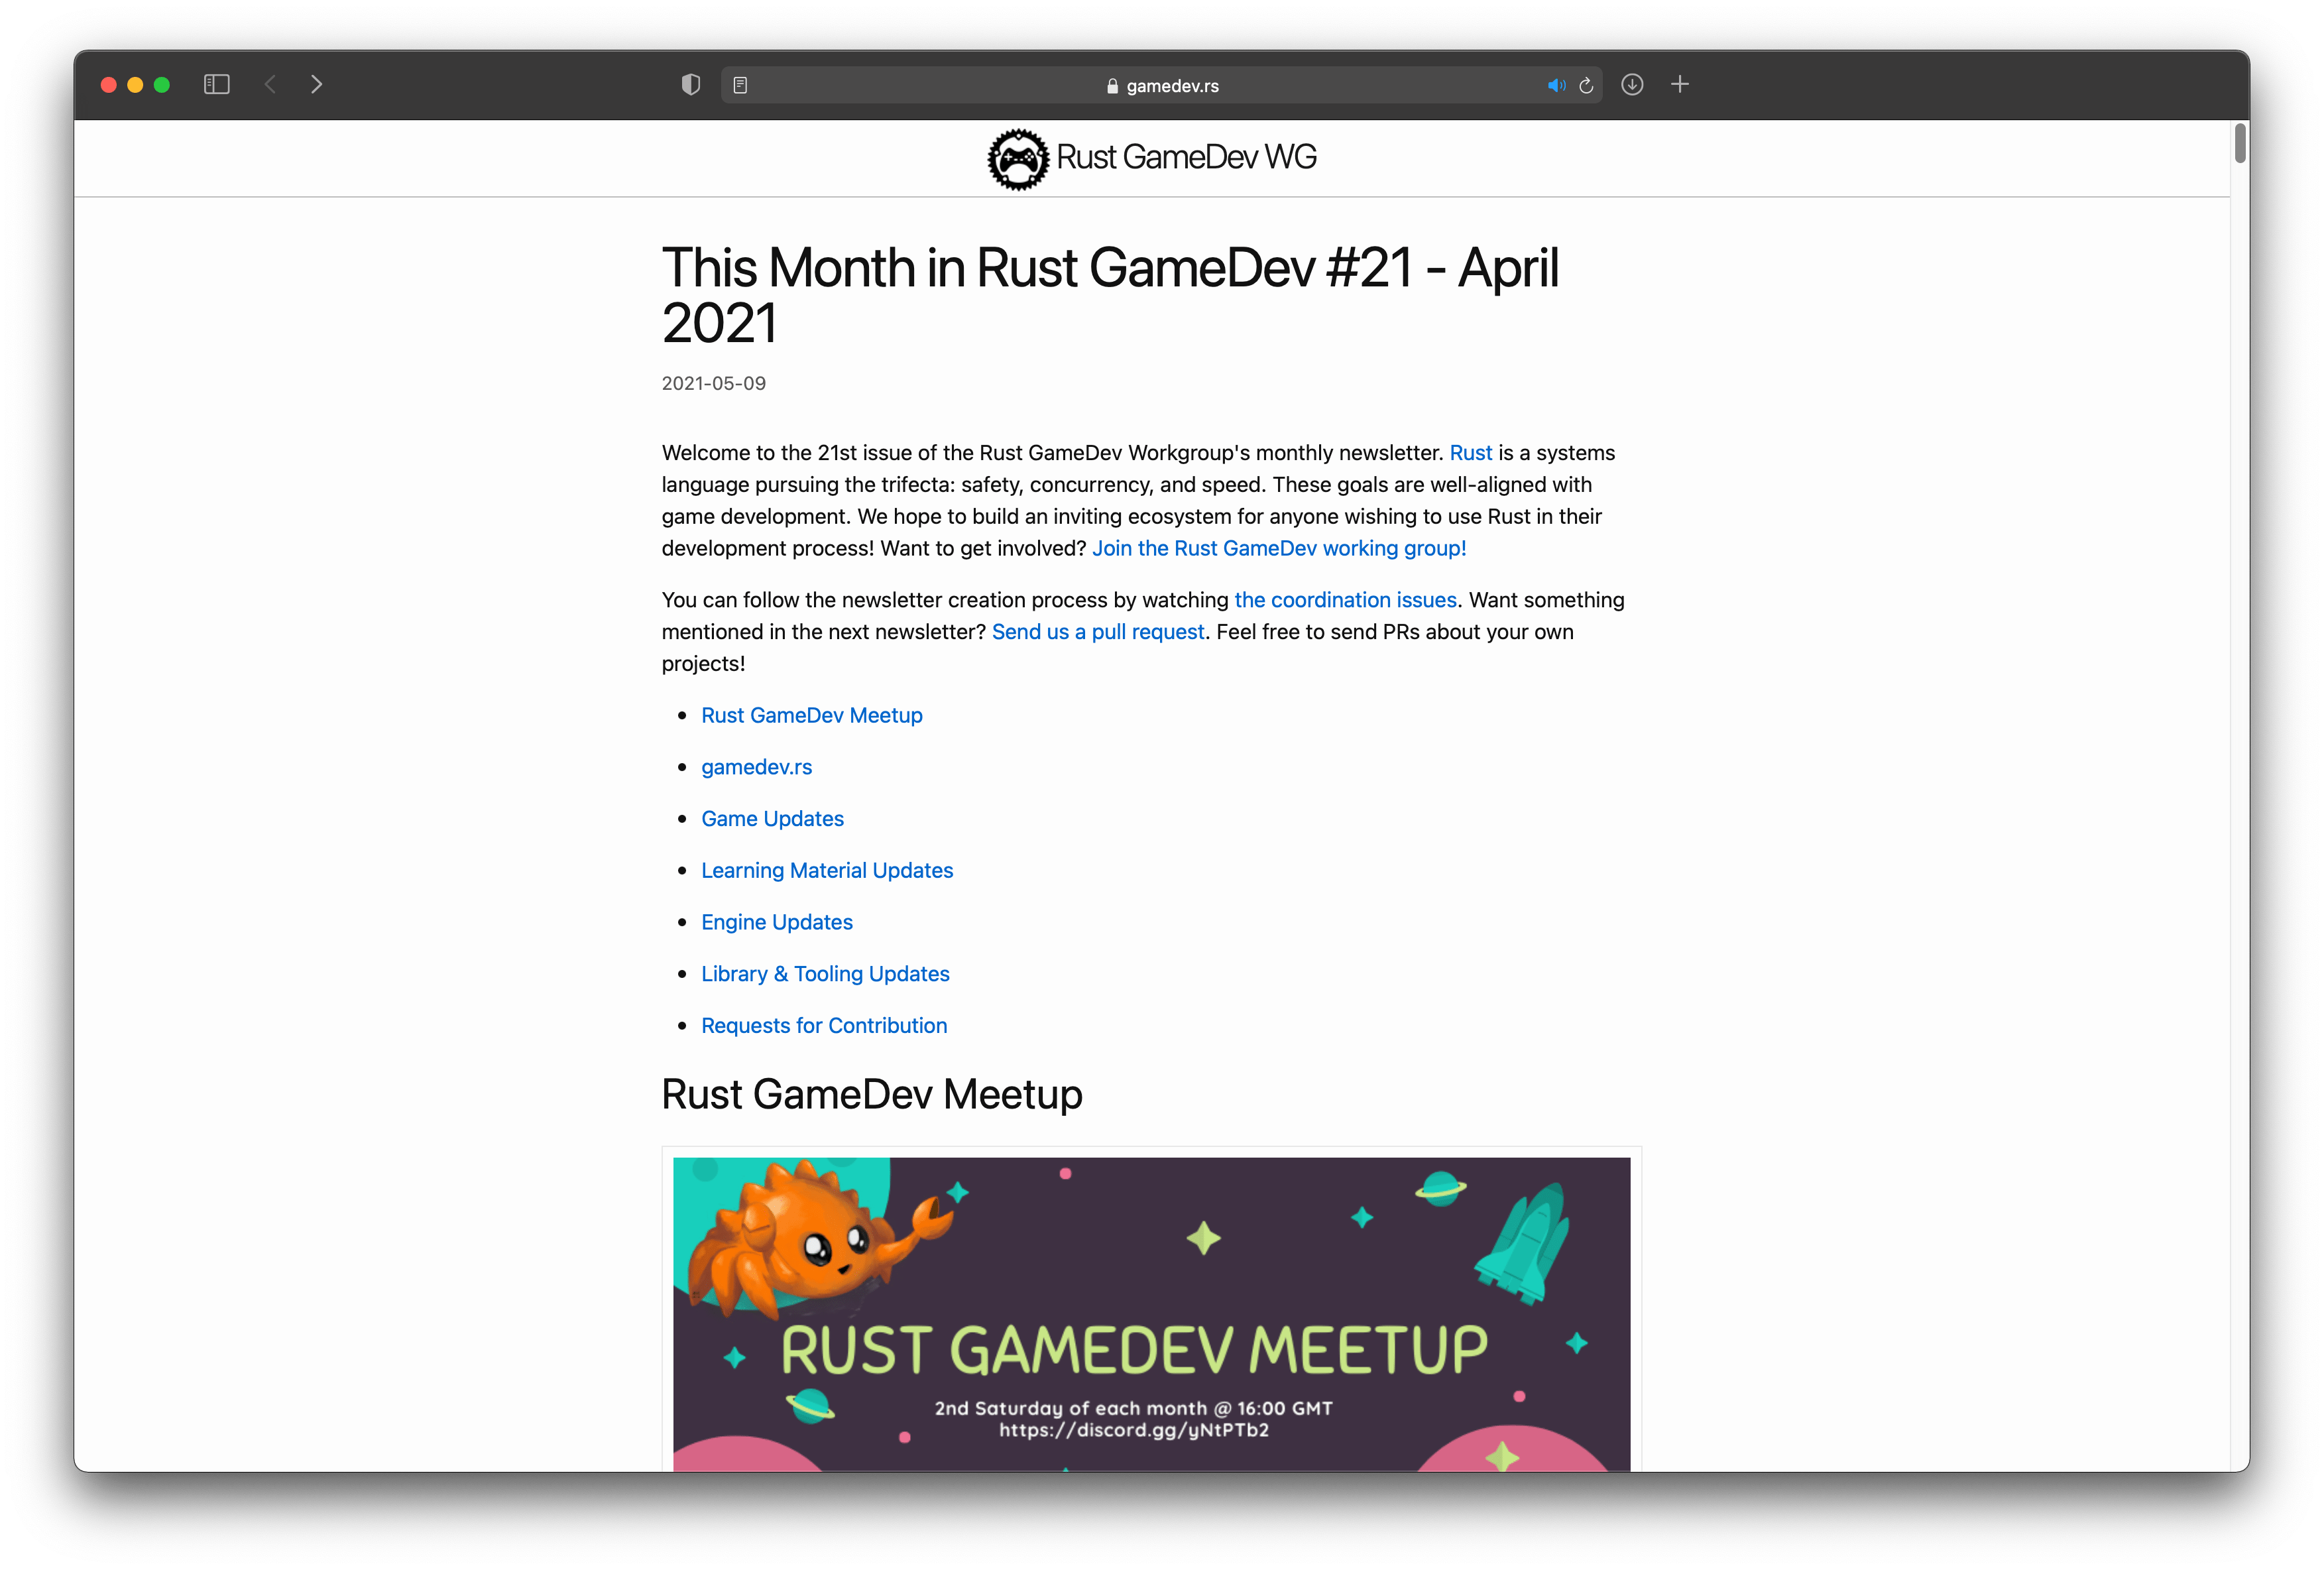 gamedev.rs
Rust GameDev WG
This Month in Rust GameDev #21 - April
2021
2021-05-09
Welcome to the 21st issue of the Rust GameDev Workgroup's monthly newsletter. Rust is a systems
language pursuing the trifecta: safety, concurrency, and speed. These goals are well-aligned with
game development. We hope to build an inviting ecosystem for anyone wishing to use Rust in their
development process! Want to get involved? Join the Rust GameDev working group!
You can follow the newsletter creation process by watching the coordination issues. Want something
mentioned in the next newsletter? Send us a pull request. Feel free to send PRs about your own
projects!
• Rust GameDev Meetup
• gamedev.rs
• Game Updates
• Learning Material Updates
• Engine Updates
• Library & Tooling Updates
• Requests for Contribution
Rust GameDev Meetup
RUST GAMEDEV MEETUP
2nd Saturday of each month @ 16:00 GMT
https://discord.gg/yNtPTb2